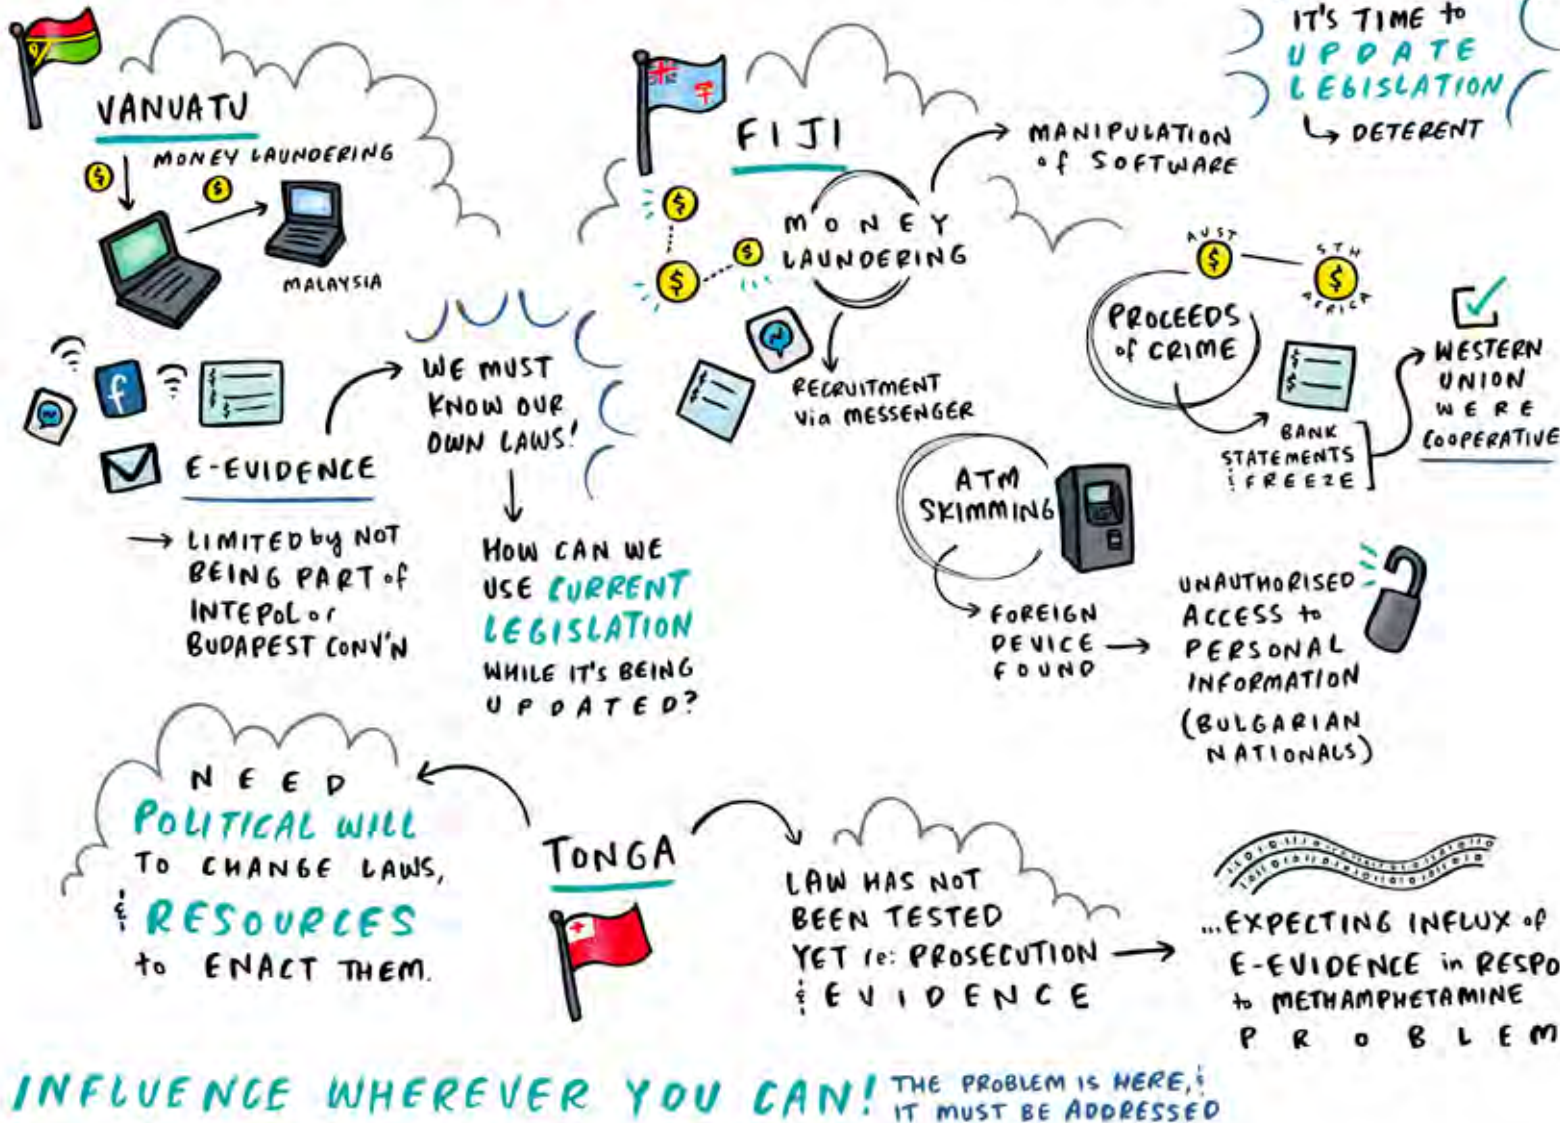 VANUATU
MONEY LAUNDERING
$
$
MALAYSIA
f
$
$
$
E-EVIDENCE
→ LIMITED by NOT
BEING PART of
INTEPOL or
BUDAPEST CONV'N
WE MUST
KNOW OUR
OWN LAWS!
HOW CAN WE
USE CURRENT
LEGISLATION
WHILE IT'S BEING
UPDATED?
FIJI
$
$
$
MONEY
LAUNDERING
MANIPULATION
of SOFTWARE
RECRUITMENT
via MESSENGER
$
$
IT'S TIME to
UPDATE
LEGISLATION
↳ DETERENT
AUST
$
STH
$
AFRICA
PROCEEDS
of CRIME
$
$
BANK
STATEMENTS
& FREEZE
WESTERN
UNION
WERE
COOPERATIVE
ATM
SKIMMING
FOREIGN
DEVICE →
FOUND
UNAUTHORISED
ACCESS to
PERSONAL
INFORMATION
(BULGARIAN
NATIONALS)
TONGA
NEED
POLITICAL WILL
TO CHANGE LAWS,
& RESOURCES
to ENACT THEM.
LAW HAS NOT
BEEN TESTED
YET re: PROSECUTION →
& EVIDENCE
...EXPECTING INFLUX of
E-EVIDENCE in RESPO
to METHAMPHETAMINE
PROBLEM
INFLUENCE WHEREVER YOU CAN!
THE PROBLEM IS HERE, &
IT MUST BE ADDRESSED